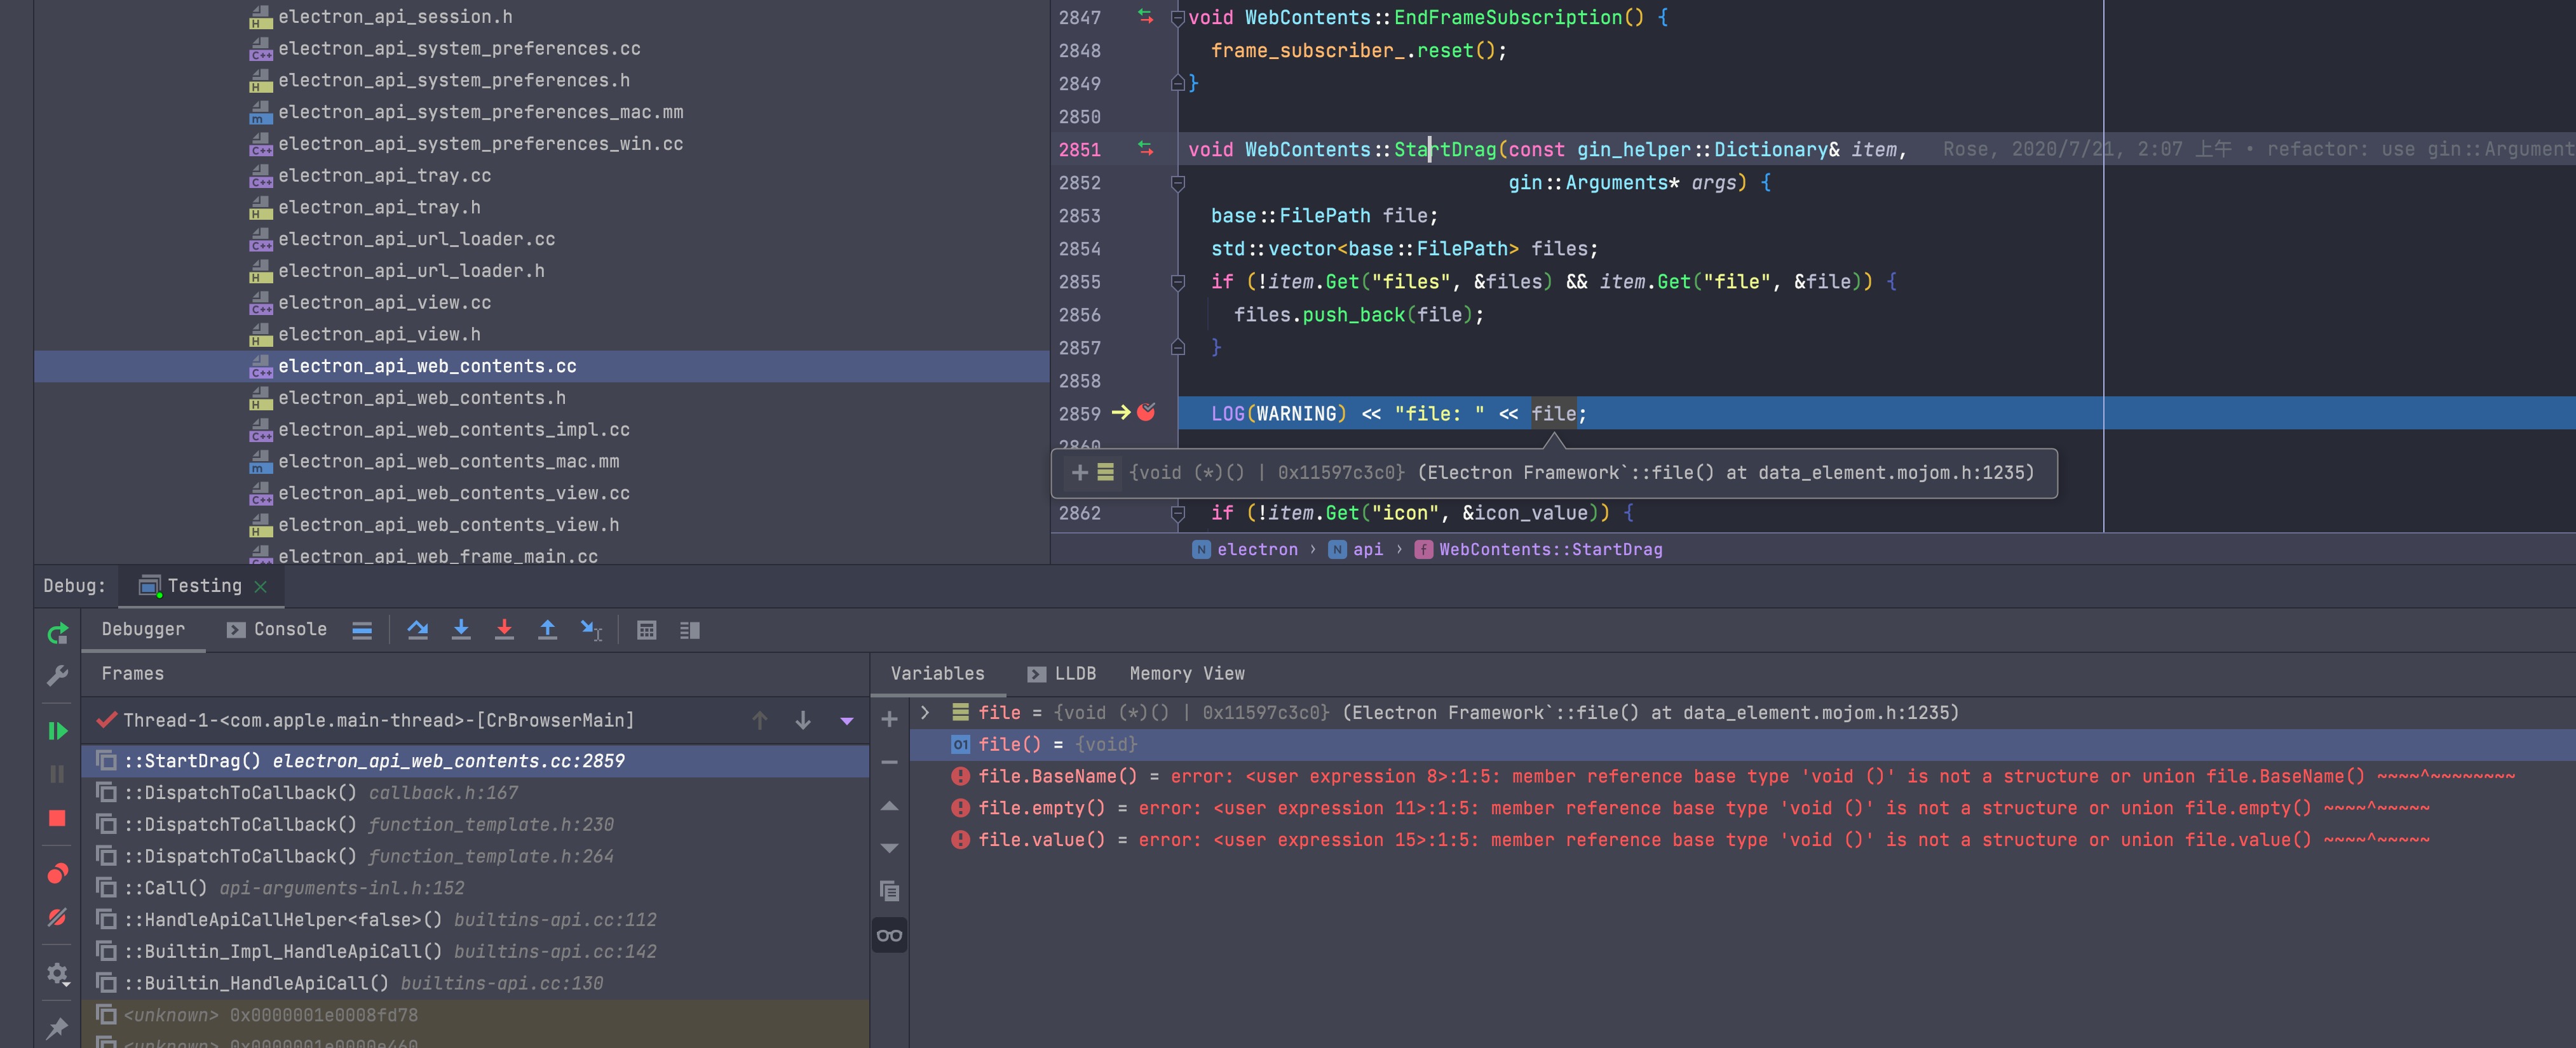 electron_api_session.h
electron_api_system_preferences.cc
electron_api_system_preferences.h
electron_api_system_preferences_mac.mm
electron_api_system_preferences_win.cc
electron_api_tray.cc
electron_api_tray.h
electron_api_url_loader.cc
electron_api_url_loader.h
electron_api_view.cc
electron_api_view.h
electron_api_web_contents.cc
electron_api_web_contents.h
electron_api_web_contents_impl.cc
electron_api_web_contents_mac.mm
electron_api_web_contents_view.cc
electron_api_web_contents_view.h
electron_api_web_frame_main.cc
2847 void WebContents::EndFrameSubscription() {
2848 frame_subscriber_.reset();
2849 }
2850
2851 void WebContents::StartDrag(const gin_helper::Dictionary& item, Rose, 2020/7/21, 2:07 上午 • refactor: use gin::Argument
2852 gin::Arguments* args) {
2853 base::FilePath file;
2854 std::vector<base::FilePath> files;
2855 if (!item.Get("files", &files) && item.Get("file", &file)) {
2856 files.push_back(file);
2857 }
2858
2859 LOG(WARNING) << "file: " << file;
2860
{void (*)() | 0x11597c3c0} (Electron Framework`::file() at data_element.mojom.h:1235)
2862 if (!item.Get("icon", &icon_value)) {
electron › api › WebContents::StartDrag
Debug: Testing
Debugger Console
Frames
Thread-1-<com.apple.main-thread>-[CrBrowserMain]
::StartDrag() electron_api_web_contents.cc:2859
::DispatchToCallback() callback.h:167
::DispatchToCallback() function_template.h:230
::DispatchToCallback() function_template.h:264
::Call() api-arguments-inl.h:152
::HandleApiCallHelper<false>() builtins-api.cc:112
::Builtin_Impl_HandleApiCall() builtins-api.cc:142
::Builtin_HandleApiCall() builtins-api.cc:130
<unknown> 0x0000001e0008fd78
<unknown> 0x0000001e0000e460
Variables LLDB Memory View
file = {void (*)() | 0x11597c3c0} (Electron Framework`::file() at data_element.mojom.h:1235)
file() = {void}
file.BaseName() = error: <user expression 8>:1:5: member reference base type 'void ()' is not a structure or union file.BaseName() ~~~~^~~~~~~~~
file.empty() = error: <user expression 11>:1:5: member reference base type 'void ()' is not a structure or union file.empty() ~~~~^~~~~~
file.value() = error: <user expression 15>:1:5: member reference base type 'void ()' is not a structure or union file.value() ~~~~^~~~~~